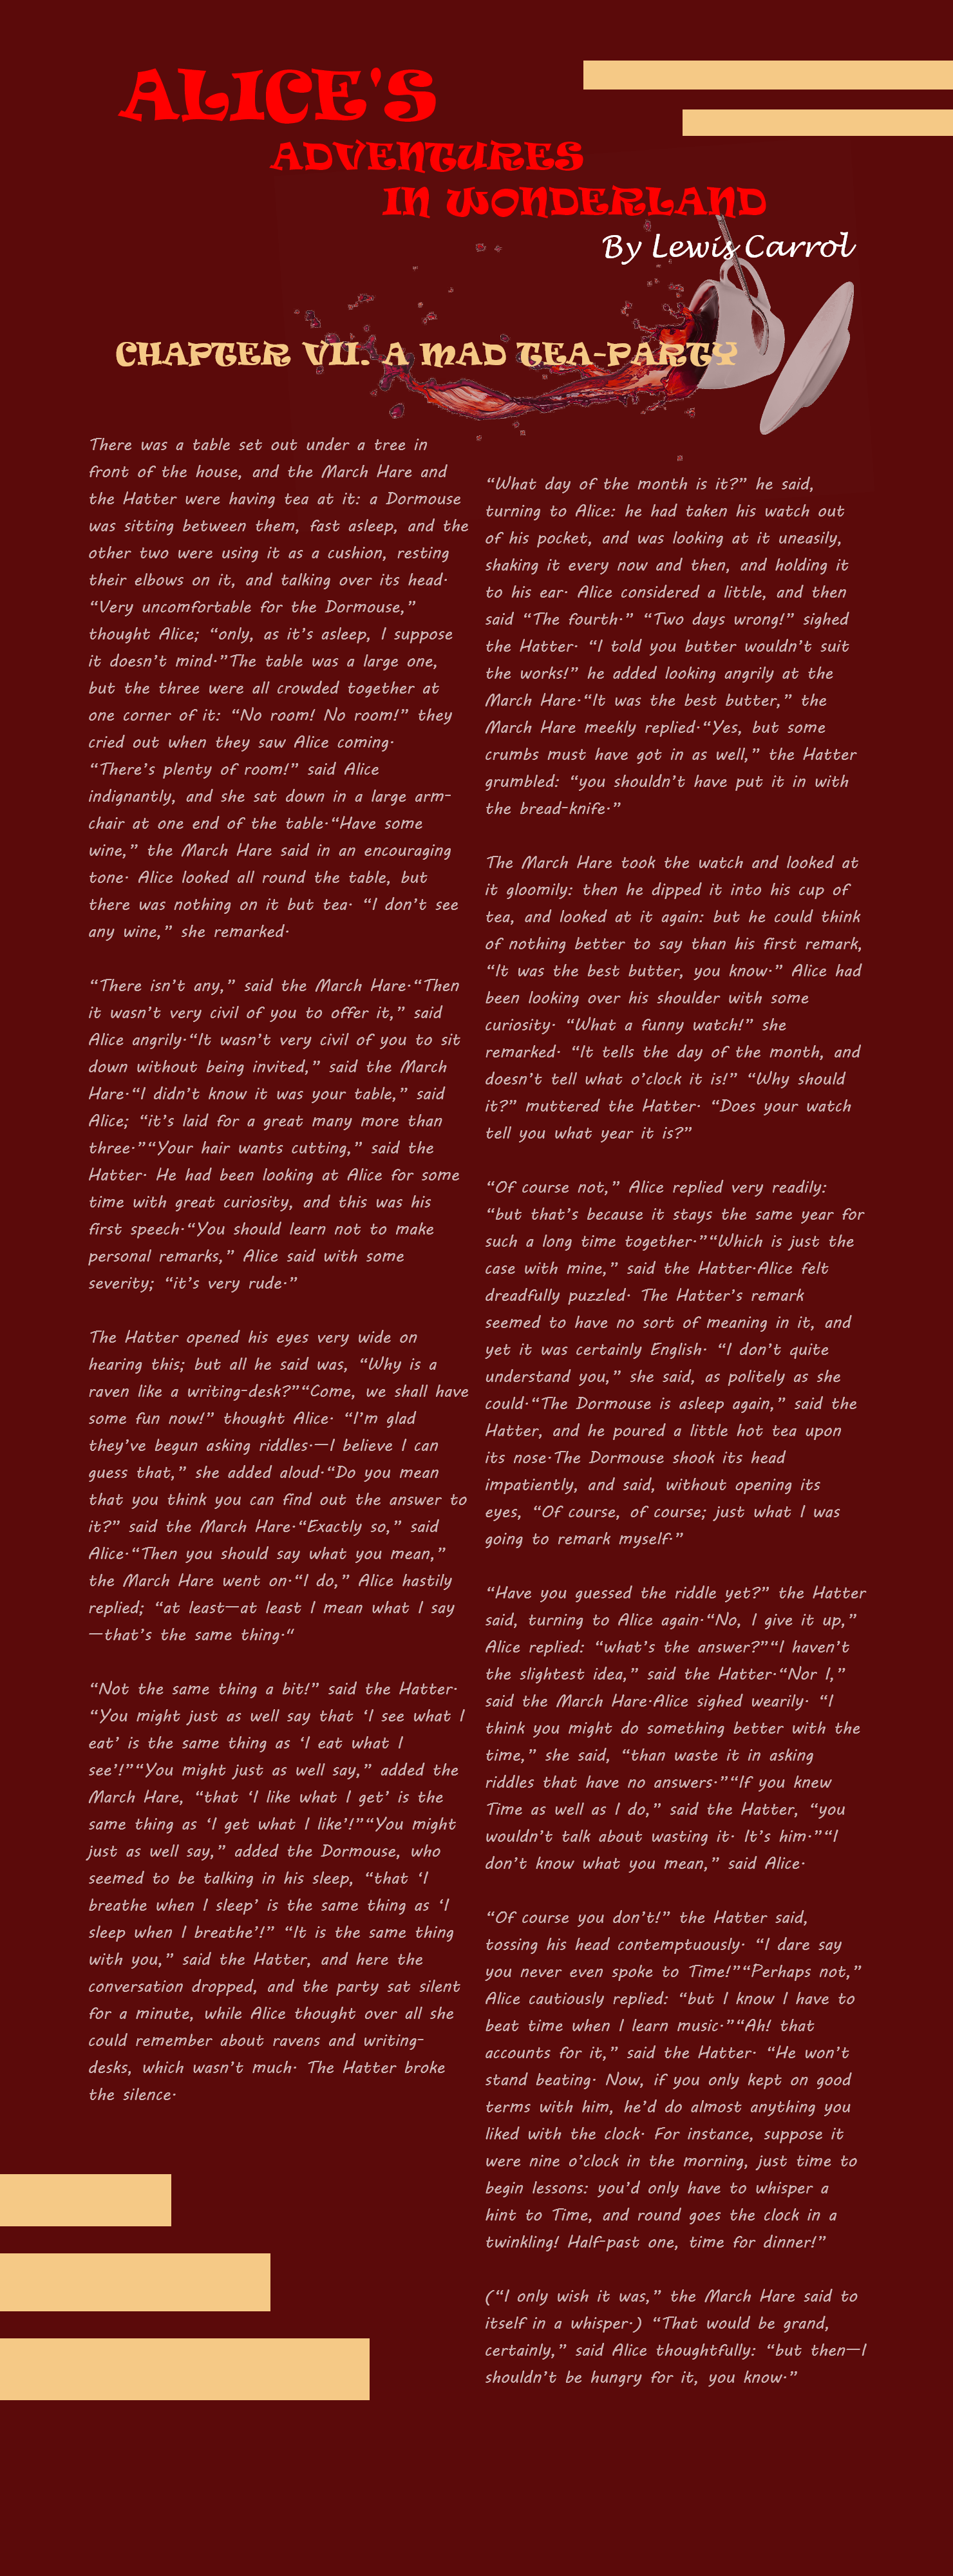 ALICE'S
ADVENTURES
IN WONDERLAND
By Lewis Carrol
CHAPTER VII. A MAD TEA-PARTY
There was a table set out under a tree in
front of the house, and the March Hare and
the Hatter were having tea at it: a Dormouse
was sitting between them, fast asleep, and the
other two were using it as a cushion, resting
their elbows on it, and talking over its head.
“Very uncomfortable for the Dormouse,”
thought Alice; “only, as it’s asleep, I suppose
it doesn’t mind.”The table was a large one,
but the three were all crowded together at
one corner of it: “No room! No room!” they
cried out when they saw Alice coming.
“There’s plenty of room!” said Alice
indignantly, and she sat down in a large arm-
chair at one end of the table.“Have some
wine,” the March Hare said in an encouraging
tone. Alice looked all round the table, but
there was nothing on it but tea. “I don’t see
any wine,” she remarked.
“There isn’t any,” said the March Hare.“Then
it wasn’t very civil of you to offer it,” said
Alice angrily.“It wasn’t very civil of you to sit
down without being invited,” said the March
Hare.“I didn’t know it was your table,” said
Alice; “it’s laid for a great many more than
three.”“Your hair wants cutting,” said the
Hatter. He had been looking at Alice for some
time with great curiosity, and this was his
first speech.“You should learn not to make
personal remarks,” Alice said with some
severity; “it’s very rude.”
The Hatter opened his eyes very wide on
hearing this; but all he said was, “Why is a
raven like a writing-desk?”“Come, we shall have
some fun now!” thought Alice. “I’m glad
they’ve begun asking riddles.—I believe I can
guess that,” she added aloud.“Do you mean
that you think you can find out the answer to
it?” said the March Hare.“Exactly so,” said
Alice.“Then you should say what you mean,”
the March Hare went on.“I do,” Alice hastily
replied; “at least—at least I mean what I say
—that’s the same thing.“
“Not the same thing a bit!” said the Hatter.
“You might just as well say that ‘I see what I
eat’ is the same thing as ‘I eat what I
see’!”“You might just as well say,” added the
March Hare, “that ‘I like what I get’ is the
same thing as ‘I get what I like’!”“You might
just as well say,” added the Dormouse, who
seemed to be talking in his sleep, “that ‘I
breathe when I sleep’ is the same thing as ‘I
sleep when I breathe’!” “It is the same thing
with you,” said the Hatter, and here the
conversation dropped, and the party sat silent
for a minute, while Alice thought over all she
could remember about ravens and writing-
desks, which wasn’t much. The Hatter broke
the silence.
“What day of the month is it?” he said,
turning to Alice: he had taken his watch out
of his pocket, and was looking at it uneasily,
shaking it every now and then, and holding it
to his ear. Alice considered a little, and then
said “The fourth.” “Two days wrong!” sighed
the Hatter. “I told you butter wouldn’t suit
the works!” he added looking angrily at the
March Hare.“It was the best butter,” the
March Hare meekly replied.“Yes, but some
crumbs must have got in as well,” the Hatter
grumbled: “you shouldn’t have put it in with
the bread-knife.”
The March Hare took the watch and looked at
it gloomily: then he dipped it into his cup of
tea, and looked at it again: but he could think
of nothing better to say than his first remark,
“It was the best butter, you know.” Alice had
been looking over his shoulder with some
curiosity. “What a funny watch!” she
remarked. “It tells the day of the month, and
doesn’t tell what o’clock it is!” “Why should
it?” muttered the Hatter. “Does your watch
tell you what year it is?”
“Of course not,” Alice replied very readily:
“but that’s because it stays the same year for
such a long time together.”“Which is just the
case with mine,” said the Hatter.Alice felt
dreadfully puzzled. The Hatter’s remark
seemed to have no sort of meaning in it, and
yet it was certainly English. “I don’t quite
understand you,” she said, as politely as she
could.“The Dormouse is asleep again,” said the
Hatter, and he poured a little hot tea upon
its nose.The Dormouse shook its head
impatiently, and said, without opening its
eyes, “Of course, of course; just what I was
going to remark myself.”
“Have you guessed the riddle yet?” the Hatter
said, turning to Alice again.“No, I give it up,”
Alice replied: “what’s the answer?”“I haven’t
the slightest idea,” said the Hatter.“Nor I,”
said the March Hare.Alice sighed wearily. “I
think you might do something better with the
time,” she said, “than waste it in asking
riddles that have no answers.”“If you knew
Time as well as I do,” said the Hatter, “you
wouldn’t talk about wasting it. It’s him.”“I
don’t know what you mean,” said Alice.
“Of course you don’t!” the Hatter said,
tossing his head contemptuously. “I dare say
you never even spoke to Time!”“Perhaps not,”
Alice cautiously replied: “but I know I have to
beat time when I learn music.”“Ah! that
accounts for it,” said the Hatter. “He won’t
stand beating. Now, if you only kept on good
terms with him, he’d do almost anything you
liked with the clock. For instance, suppose it
were nine o’clock in the morning, just time to
begin lessons: you’d only have to whisper a
hint to Time, and round goes the clock in a
twinkling! Half-past one, time for dinner!”
(“I only wish it was,” the March Hare said to
itself in a whisper.) “That would be grand,
certainly,” said Alice thoughtfully: “but then—I
shouldn’t be hungry for it, you know.”